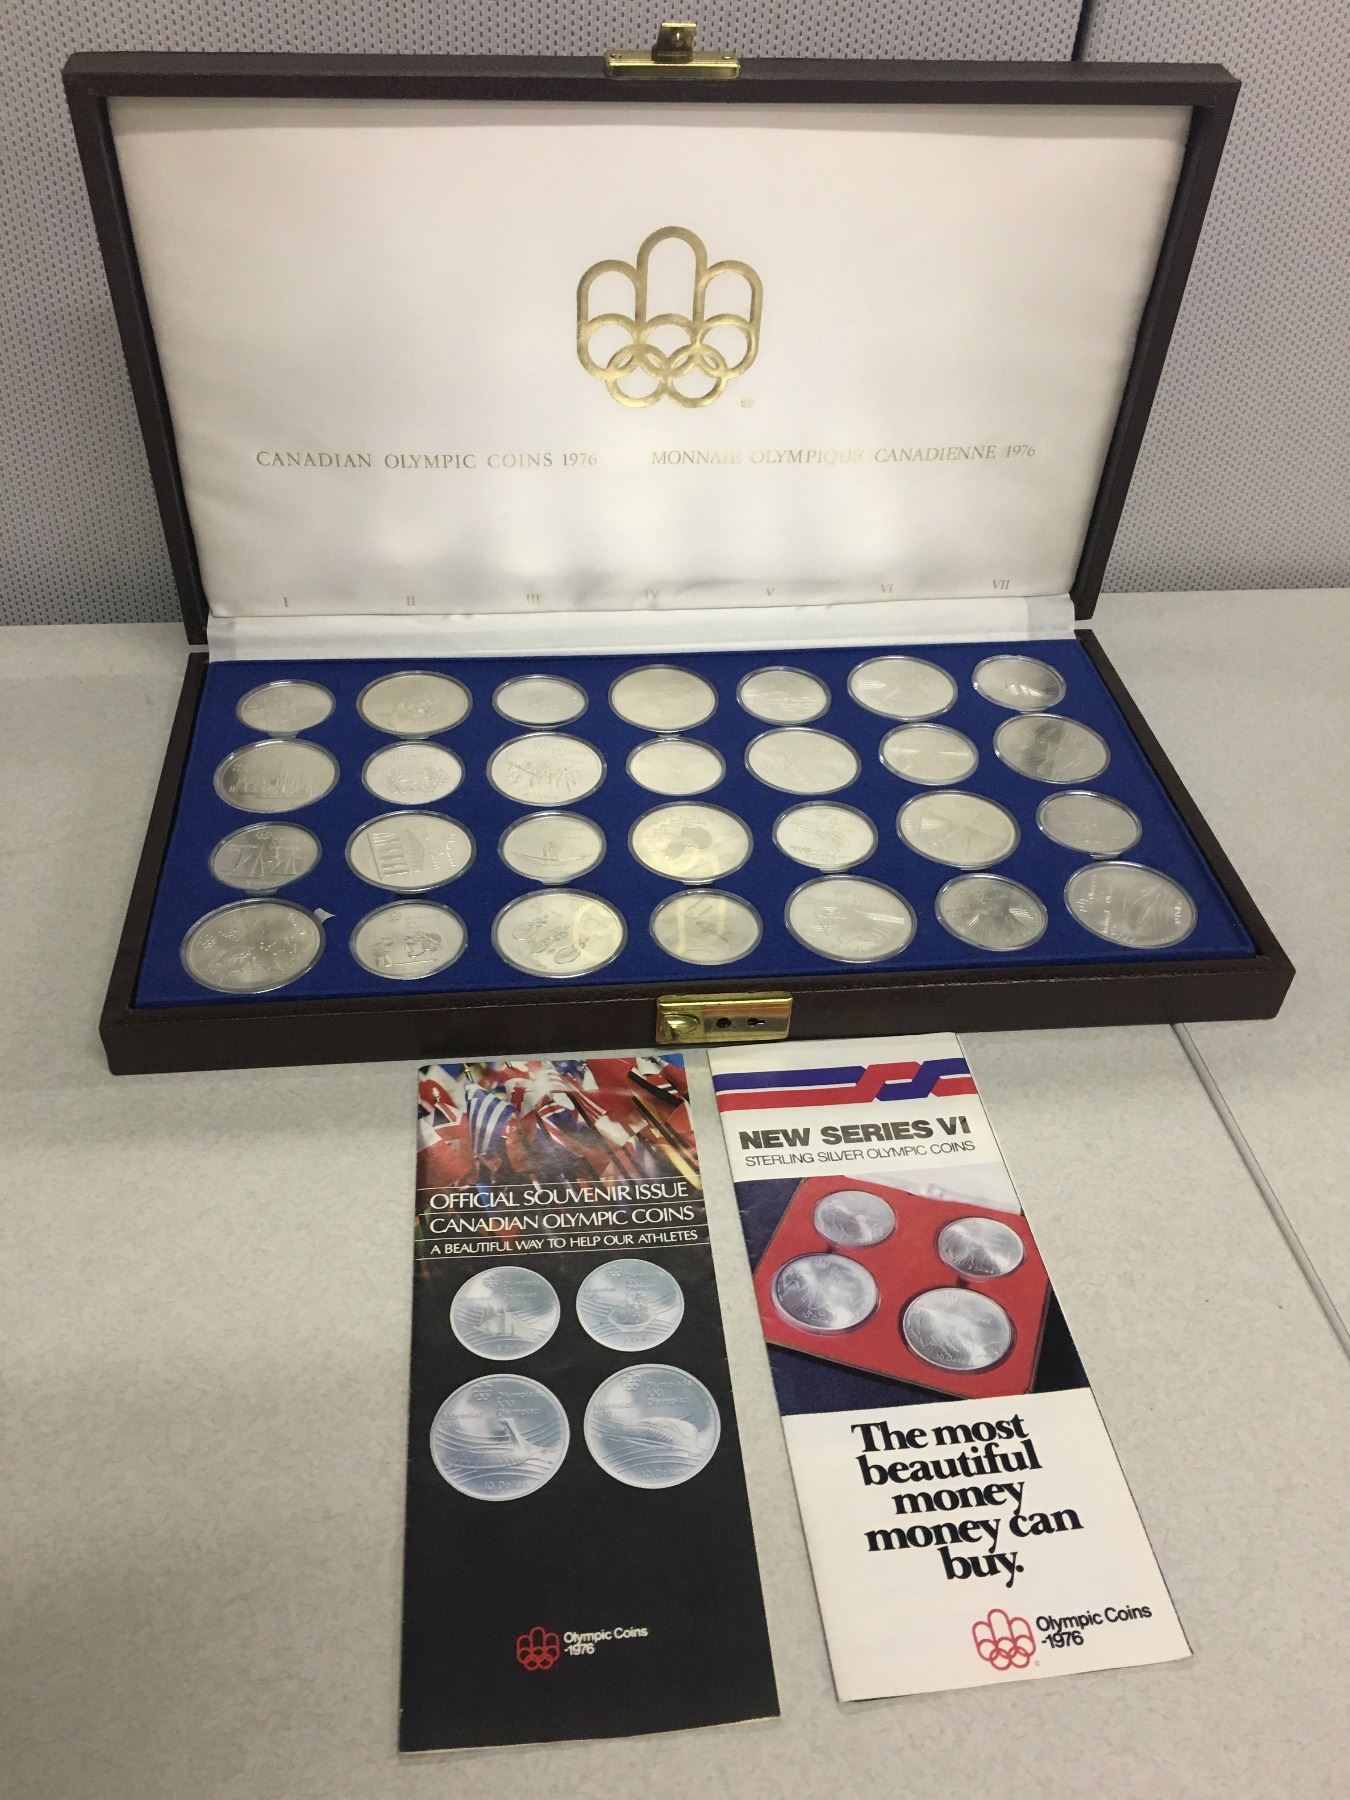 CANADIAN OLYMPIC COINS 1976
MONNAIE OLYMPIQUE CANADIENNE 1976
I II III IV V VI VII
OFFICIAL SOUVENIR ISSUE
CANADIAN OLYMPIC COINS
A BEAUTIFUL WAY TO HELP OUR ATHLETES
Olympic Coins
-1976
NEW SERIES VI
STERLING SILVER OLYMPIC COINS
The most
beautiful
money
money can
buy.
Olympic Coins
-1976